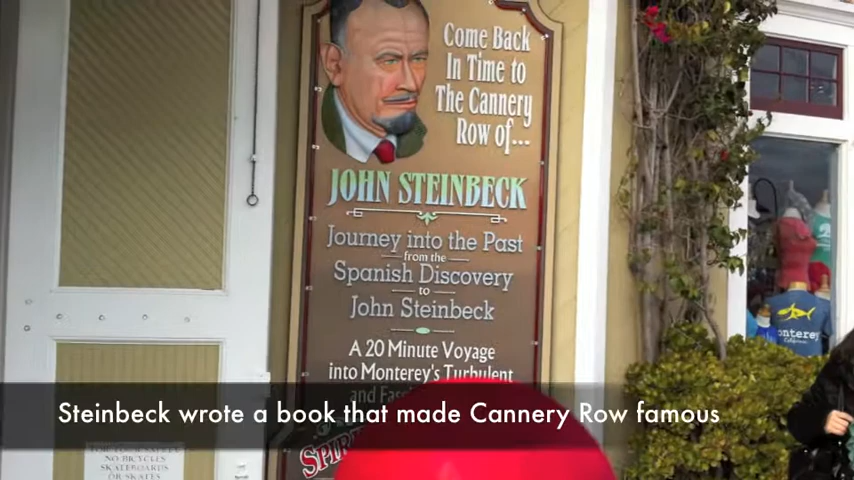 Come Back
In Time to
The Cannery
Row of...
JOHN STEINBECK
Journey into the Past
from the
Spanish Discovery
to
John Steinbeck
A 20 Minute Voyage
into Monterey's Turbulent
and
Steinbeck wrote a book that made Cannery Row famous
NO BICYCLES
SKATEBOARDS
OR SKATES
Monterey
California